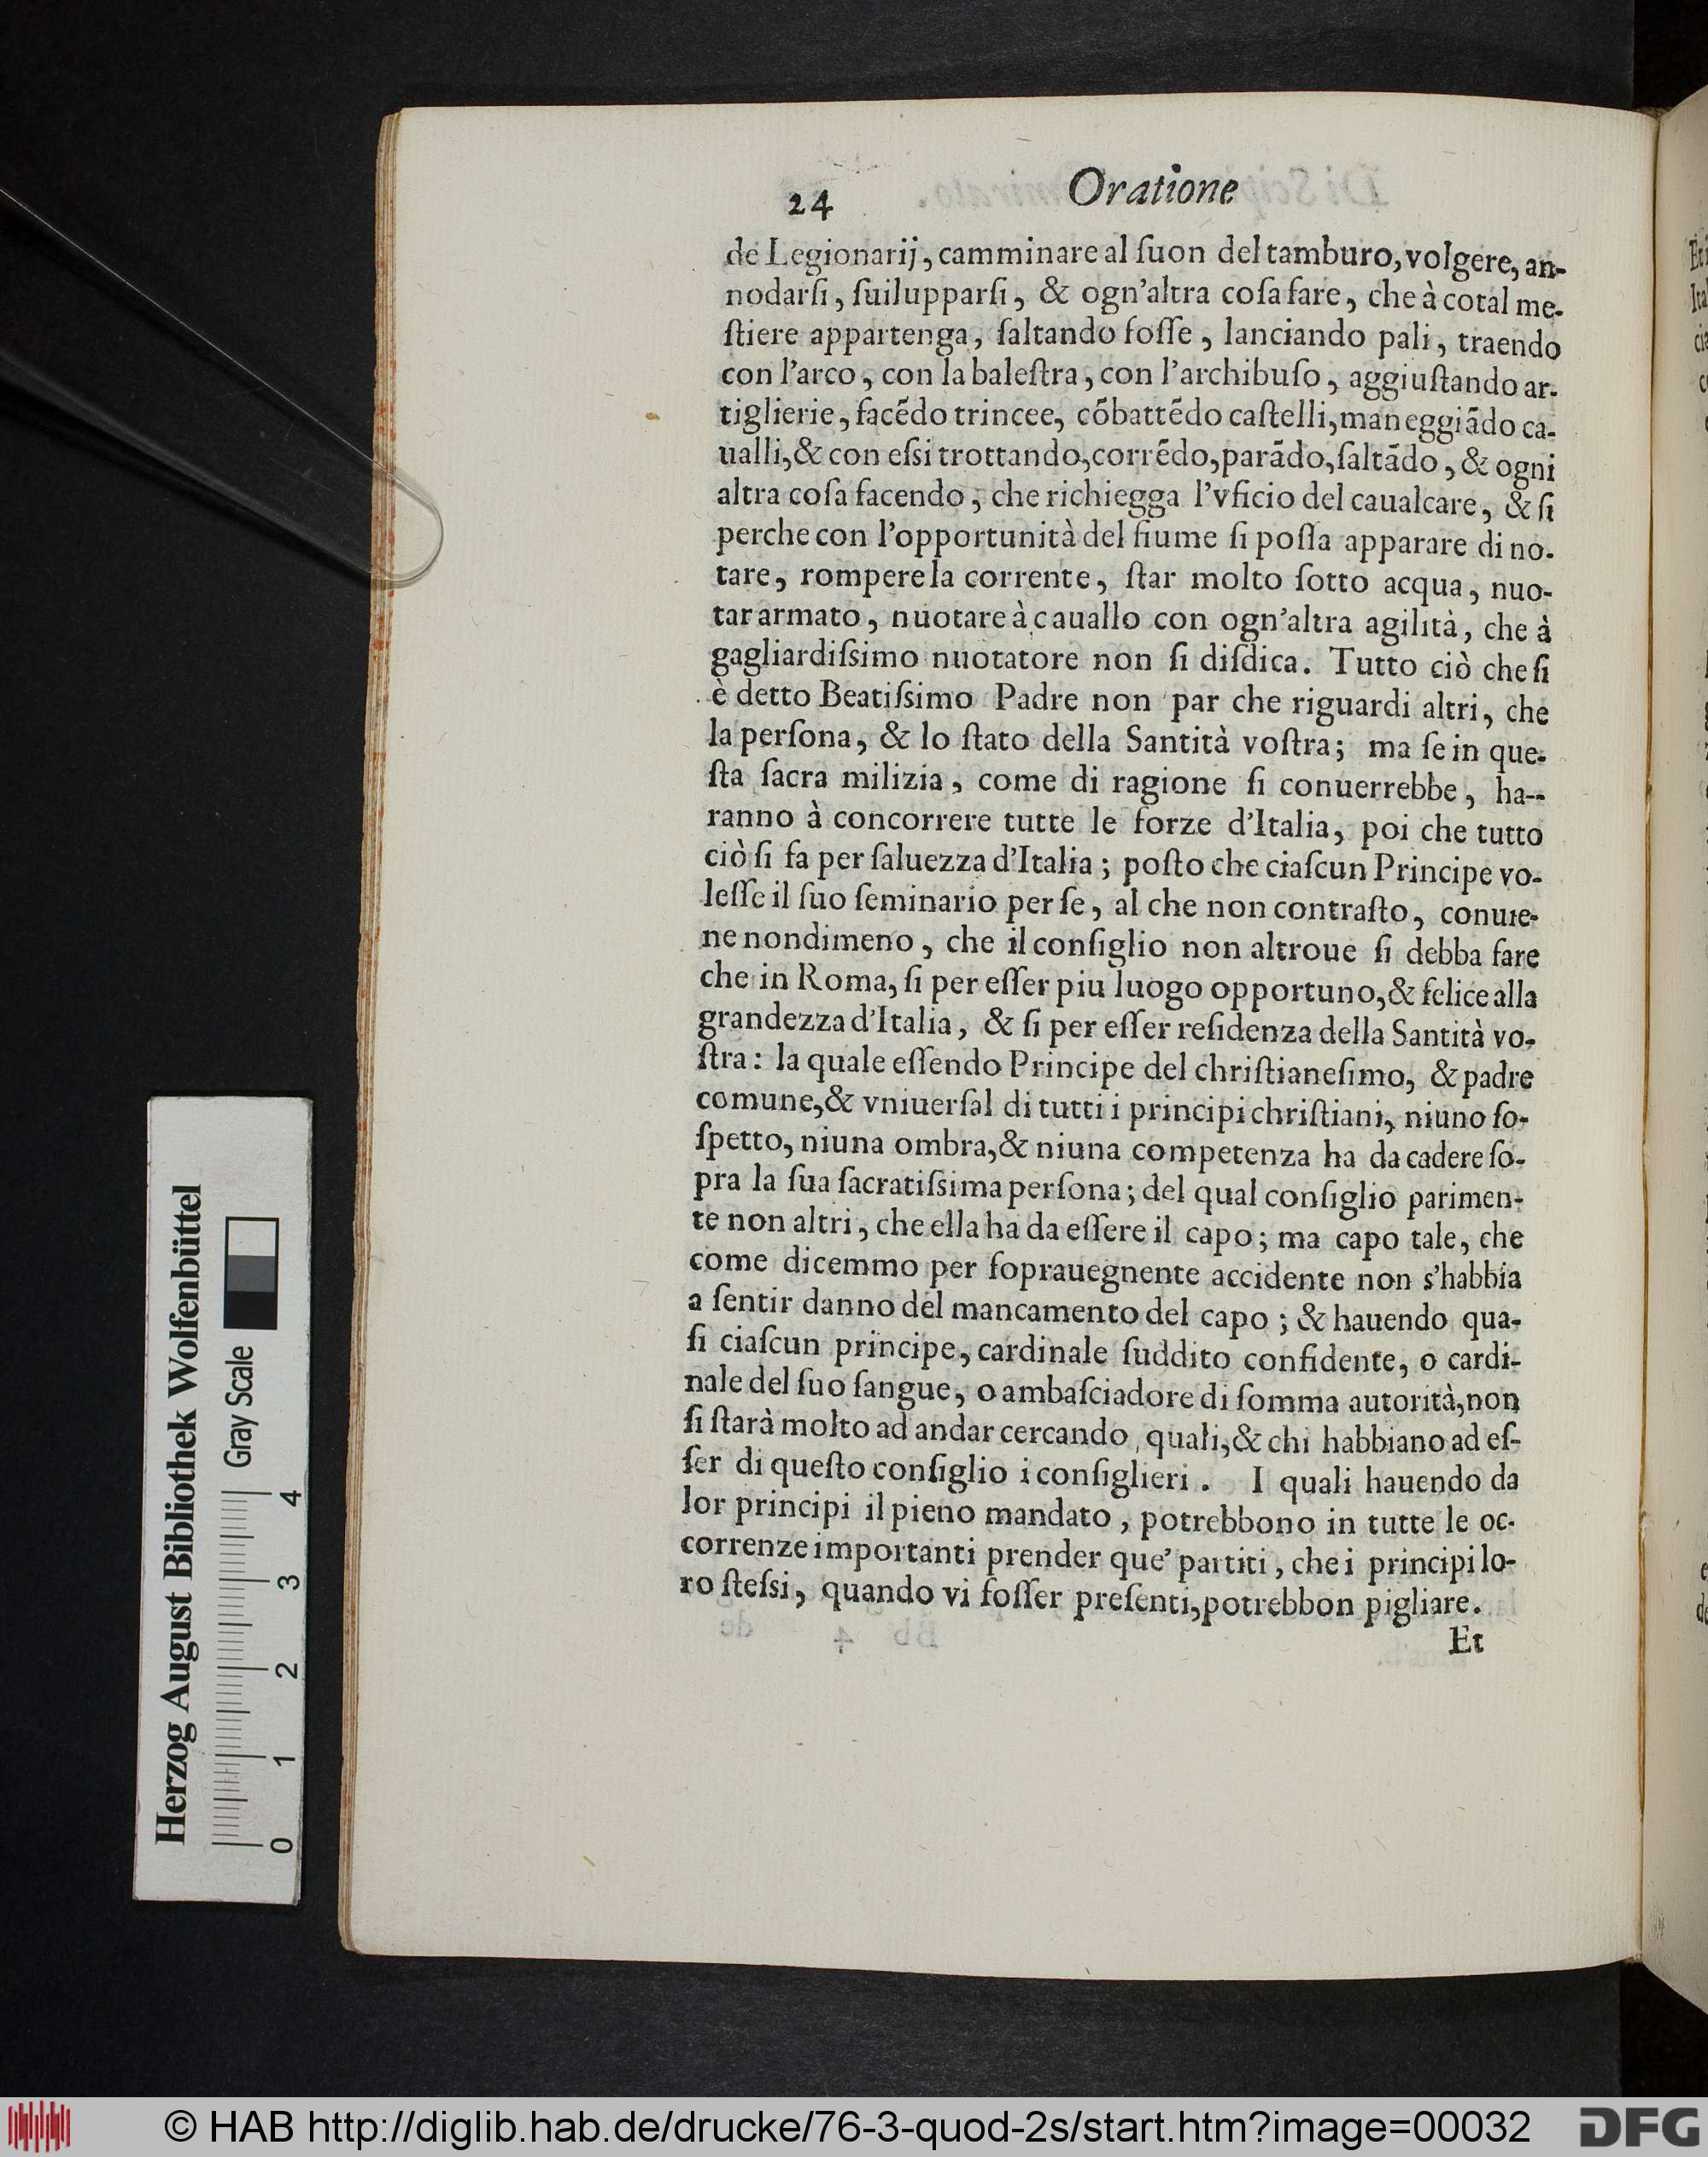 24 Oratione
de Legionarij, camminare al ſuon del tamburo, volgere, an-
nodarſi, ſuilupparſi, & ogn'altra coſa fare, che à cotal me-
ſtiere appartenga, ſaltando foſſe, lanciando pali, traendo
con l'arco, con la baleſtra, con l'archibuſo, aggiuſtando ar-
tiglierie, facẽdo trincee, cõbattẽdo caſtelli, maneggiãdo ca-
ualli, & con eſsi trottando, corrẽdo, parãdo, ſaltãdo, & ogni
altra coſa facendo, che richiegga l'vficio del caualcare, & ſi
perche con l'opportunità del fiume ſi poſſa apparare di no-
tare, rompere la corrente, ſtar molto ſotto acqua, nuo-
tar armato, nuotare à cauallo con ogn'altra agilità, che à
gagliardiſsimo nuotatore non ſi diſdica. Tutto ciò che ſi
è detto Beatiſsimo Padre non par che riguardi altri, che
la perſona, & lo ſtato della Santità voſtra; ma ſe in que-
ſta ſacra milizia, come di ragione ſi conuerrebbe, ha--
ranno à concorrere tutte le forze d'Italia, poi che tutto
ciò ſi fa per ſaluezza d'Italia; poſto che ciaſcun Principe vo-
leſſe il ſuo ſeminario per ſe, al che non contraſto, conuie-
ne nondimeno, che il conſiglio non altroue ſi debba fare
che in Roma, ſi per eſſer piu luogo opportuno, & felice alla
grandezza d'Italia, & ſi per eſſer reſidenza della Santità vo-
ſtra: la quale eſſendo Principe del chriſtianeſimo, & padre
comune, & vniuerſal di tutti i principi chriſtiani, niuno ſo-
ſpetto, niuna ombra, & niuna competenza ha da cadere ſo-
pra la ſua ſacratiſsima perſona; del qual conſiglio parimen-
te non altri, che ella ha da eſſere il capo; ma capo tale, che
come dicemmo per ſoprauegnente accidente non s'habbia
a ſentir danno del mancamento del capo; & hauendo qua-
ſi ciaſcun principe, cardinale ſuddito confidente, o cardi-
nale del ſuo ſangue, o ambaſciadore di ſomma autorità, non
ſi ſtarà molto ad andar cercando, quali, & chi habbiano ad eſ-
ſer di queſto conſiglio i conſiglieri. I quali hauendo da
lor principi il pieno mandato, potrebbono in tutte le oc-
correnze importanti prender que' partiti, che i principi lo-
ro ſteſsi, quando vi foſſer preſenti, potrebbon pigliare.
Et
Herzog August Bibliothek Wolfenbüttel
Gray Scale
0 1 2 3 4
© HAB http://diglib.hab.de/drucke/76-3-quod-2s/start.htm?image=00032
DFG